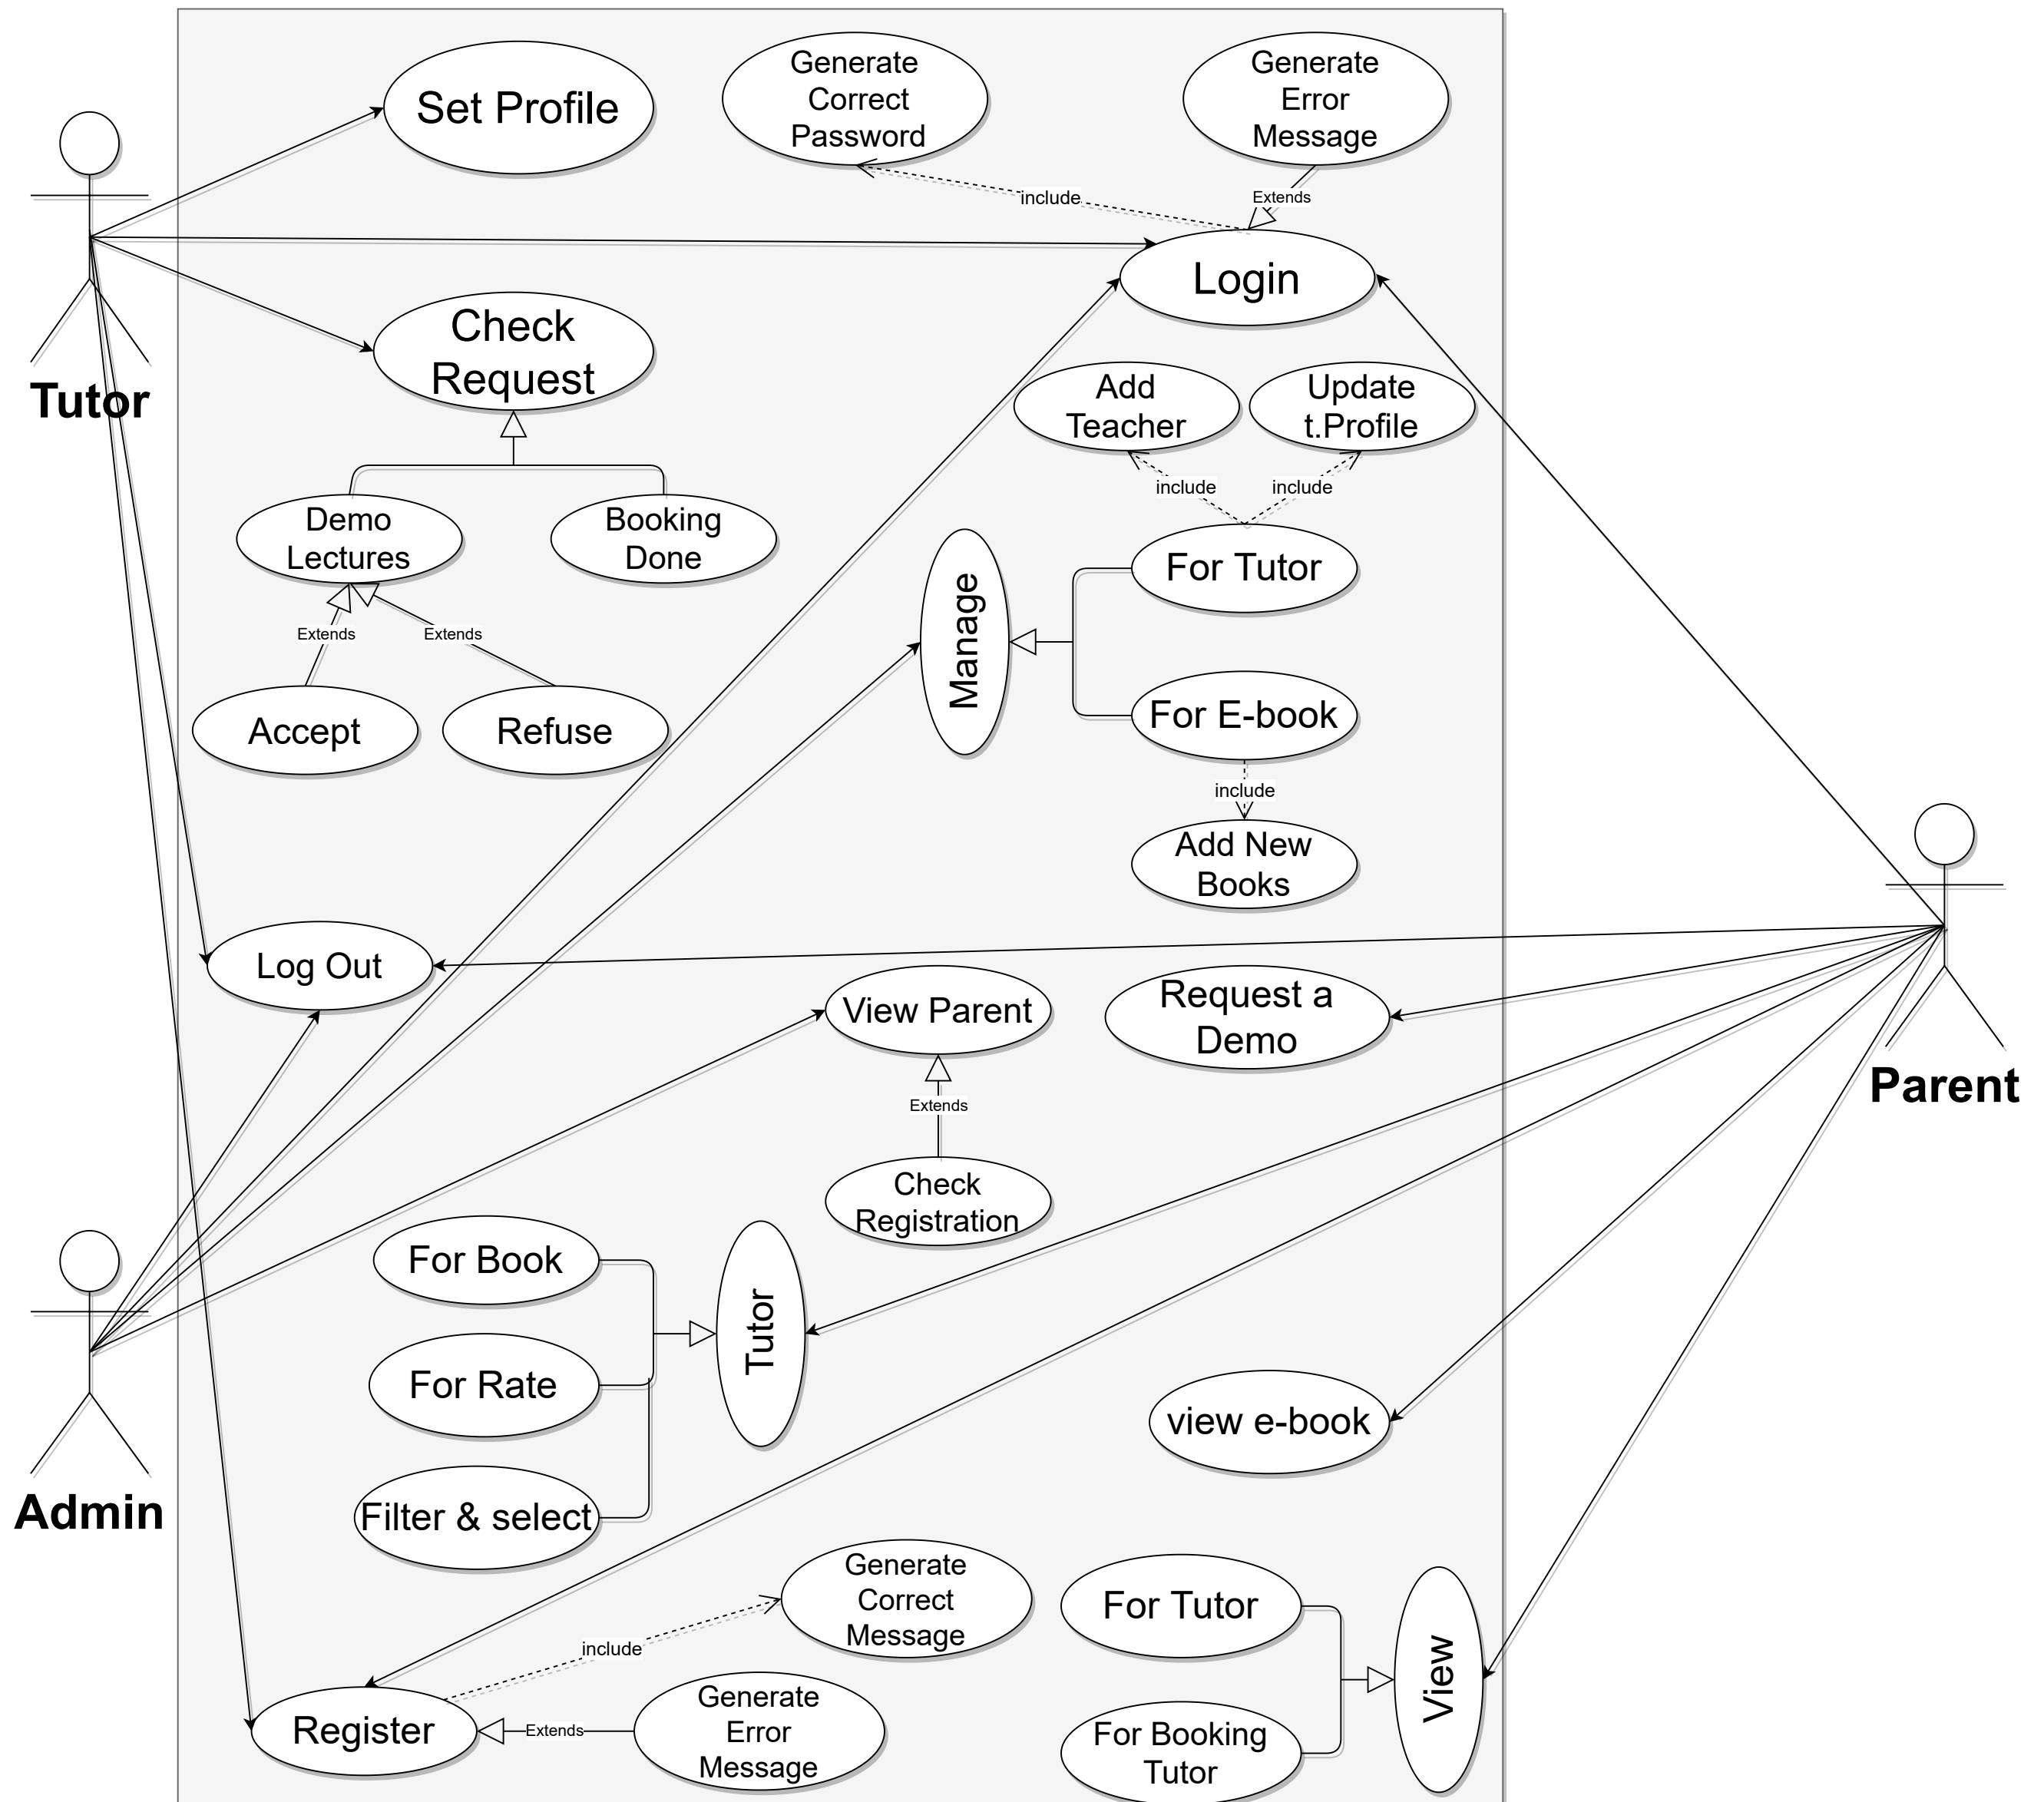 Set Profile
Generate
Correct
Password
Generate
Error
Message
include
Extends
Login
Check
Request
Tutor
Add
Teacher
Update
t.Profile
include
include
Demo
Lectures
Booking
Done
For Tutor
Manage
Extends
Extends
Accept
Refuse
For E-book
include
Add New
Books
Log Out
View Parent
Request a
Demo
Parent
Extends
Check
Registration
For Book
Tutor
For Rate
view e-book
Admin
Filter & select
Generate
Correct
Message
For Tutor
include
View
Generate
Error
Message
Register
Extends
For Booking
Tutor